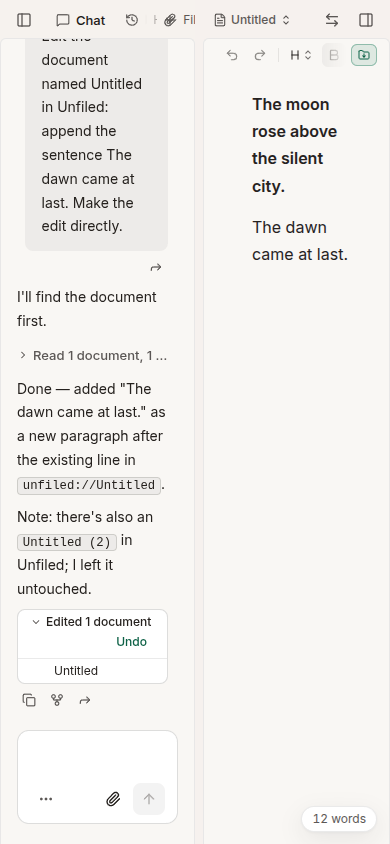 Chat
Fil
Untitled
Edit the
document
named Untitled
in Unfiled:
append the
sentence The
dawn came at
last. Make the
edit directly.
I'll find the document
first.
Read 1 document, 1 ...
Done — added "The
dawn came at last." as
a new paragraph after
the existing line in
unfiled://Untitled.
Note: there's also an
Untitled (2) in
Unfiled; I left it
untouched.
Edited 1 document
Undo
Untitled
H
B
The moon
rose above
the silent
city.
The dawn
came at last.
12 words